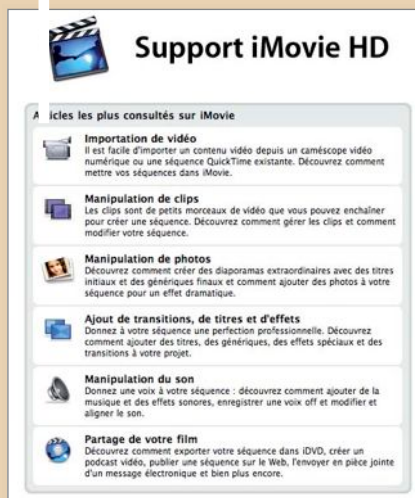 Support iMovie HD
A icles les plus consultés sur iMovie
Importation de vidéo
Il est facile d'importer un contenu vidéo depuis un caméscope vidéo
numérique ou une séquence QuickTime existante. Découvrez comment
mettre vos séquences dans iMovie.
Manipulation de clips
Les clips sont de petits morceaux de vidéo que vous pouvez enchaîner
pour créer une séquence. Découvrez comment gérer les clips et comment
modifier votre séquence.
Manipulation de photos
Découvrez comment créer des diaporamas extraordinaires avec des titres
initiaux et des génériques finaux et comment ajouter des photos à votre
séquence pour un effet dramatique.
Ajout de transitions, de titres et d'effets
Donnez à votre séquence une perfection professionnelle. Découvrez
comment ajouter des titres, des génériques, des effets spéciaux et des
transitions à votre projet.
Manipulation du son
Donnez une voix à votre séquence : découvrez comment ajouter de la
musique et des effets sonores, enregistrer une voix off et modifier et
aligner le son.
Partage de votre film
Découvrez comment exporter votre séquence dans iDVD, créer un
podcast vidéo, publier une séquence sur le Web, l'envoyer en pièce jointe
d'un message électronique et bien plus encore.